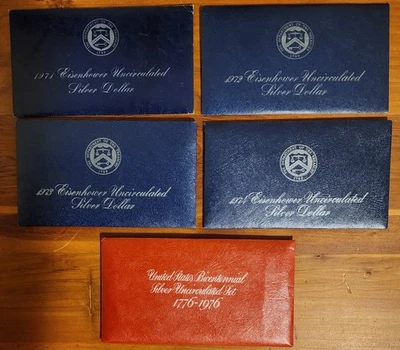 1971 Eisenhower Uncirculated
Silver Dollar
1972 Eisenhower Uncirculated
Silver Dollar
1973 Eisenhower Uncirculated
Silver Dollar
1974 Eisenhower Uncirculated
Silver Dollar
United States Bicentennial
Silver Uncirculated Set
1776-1976